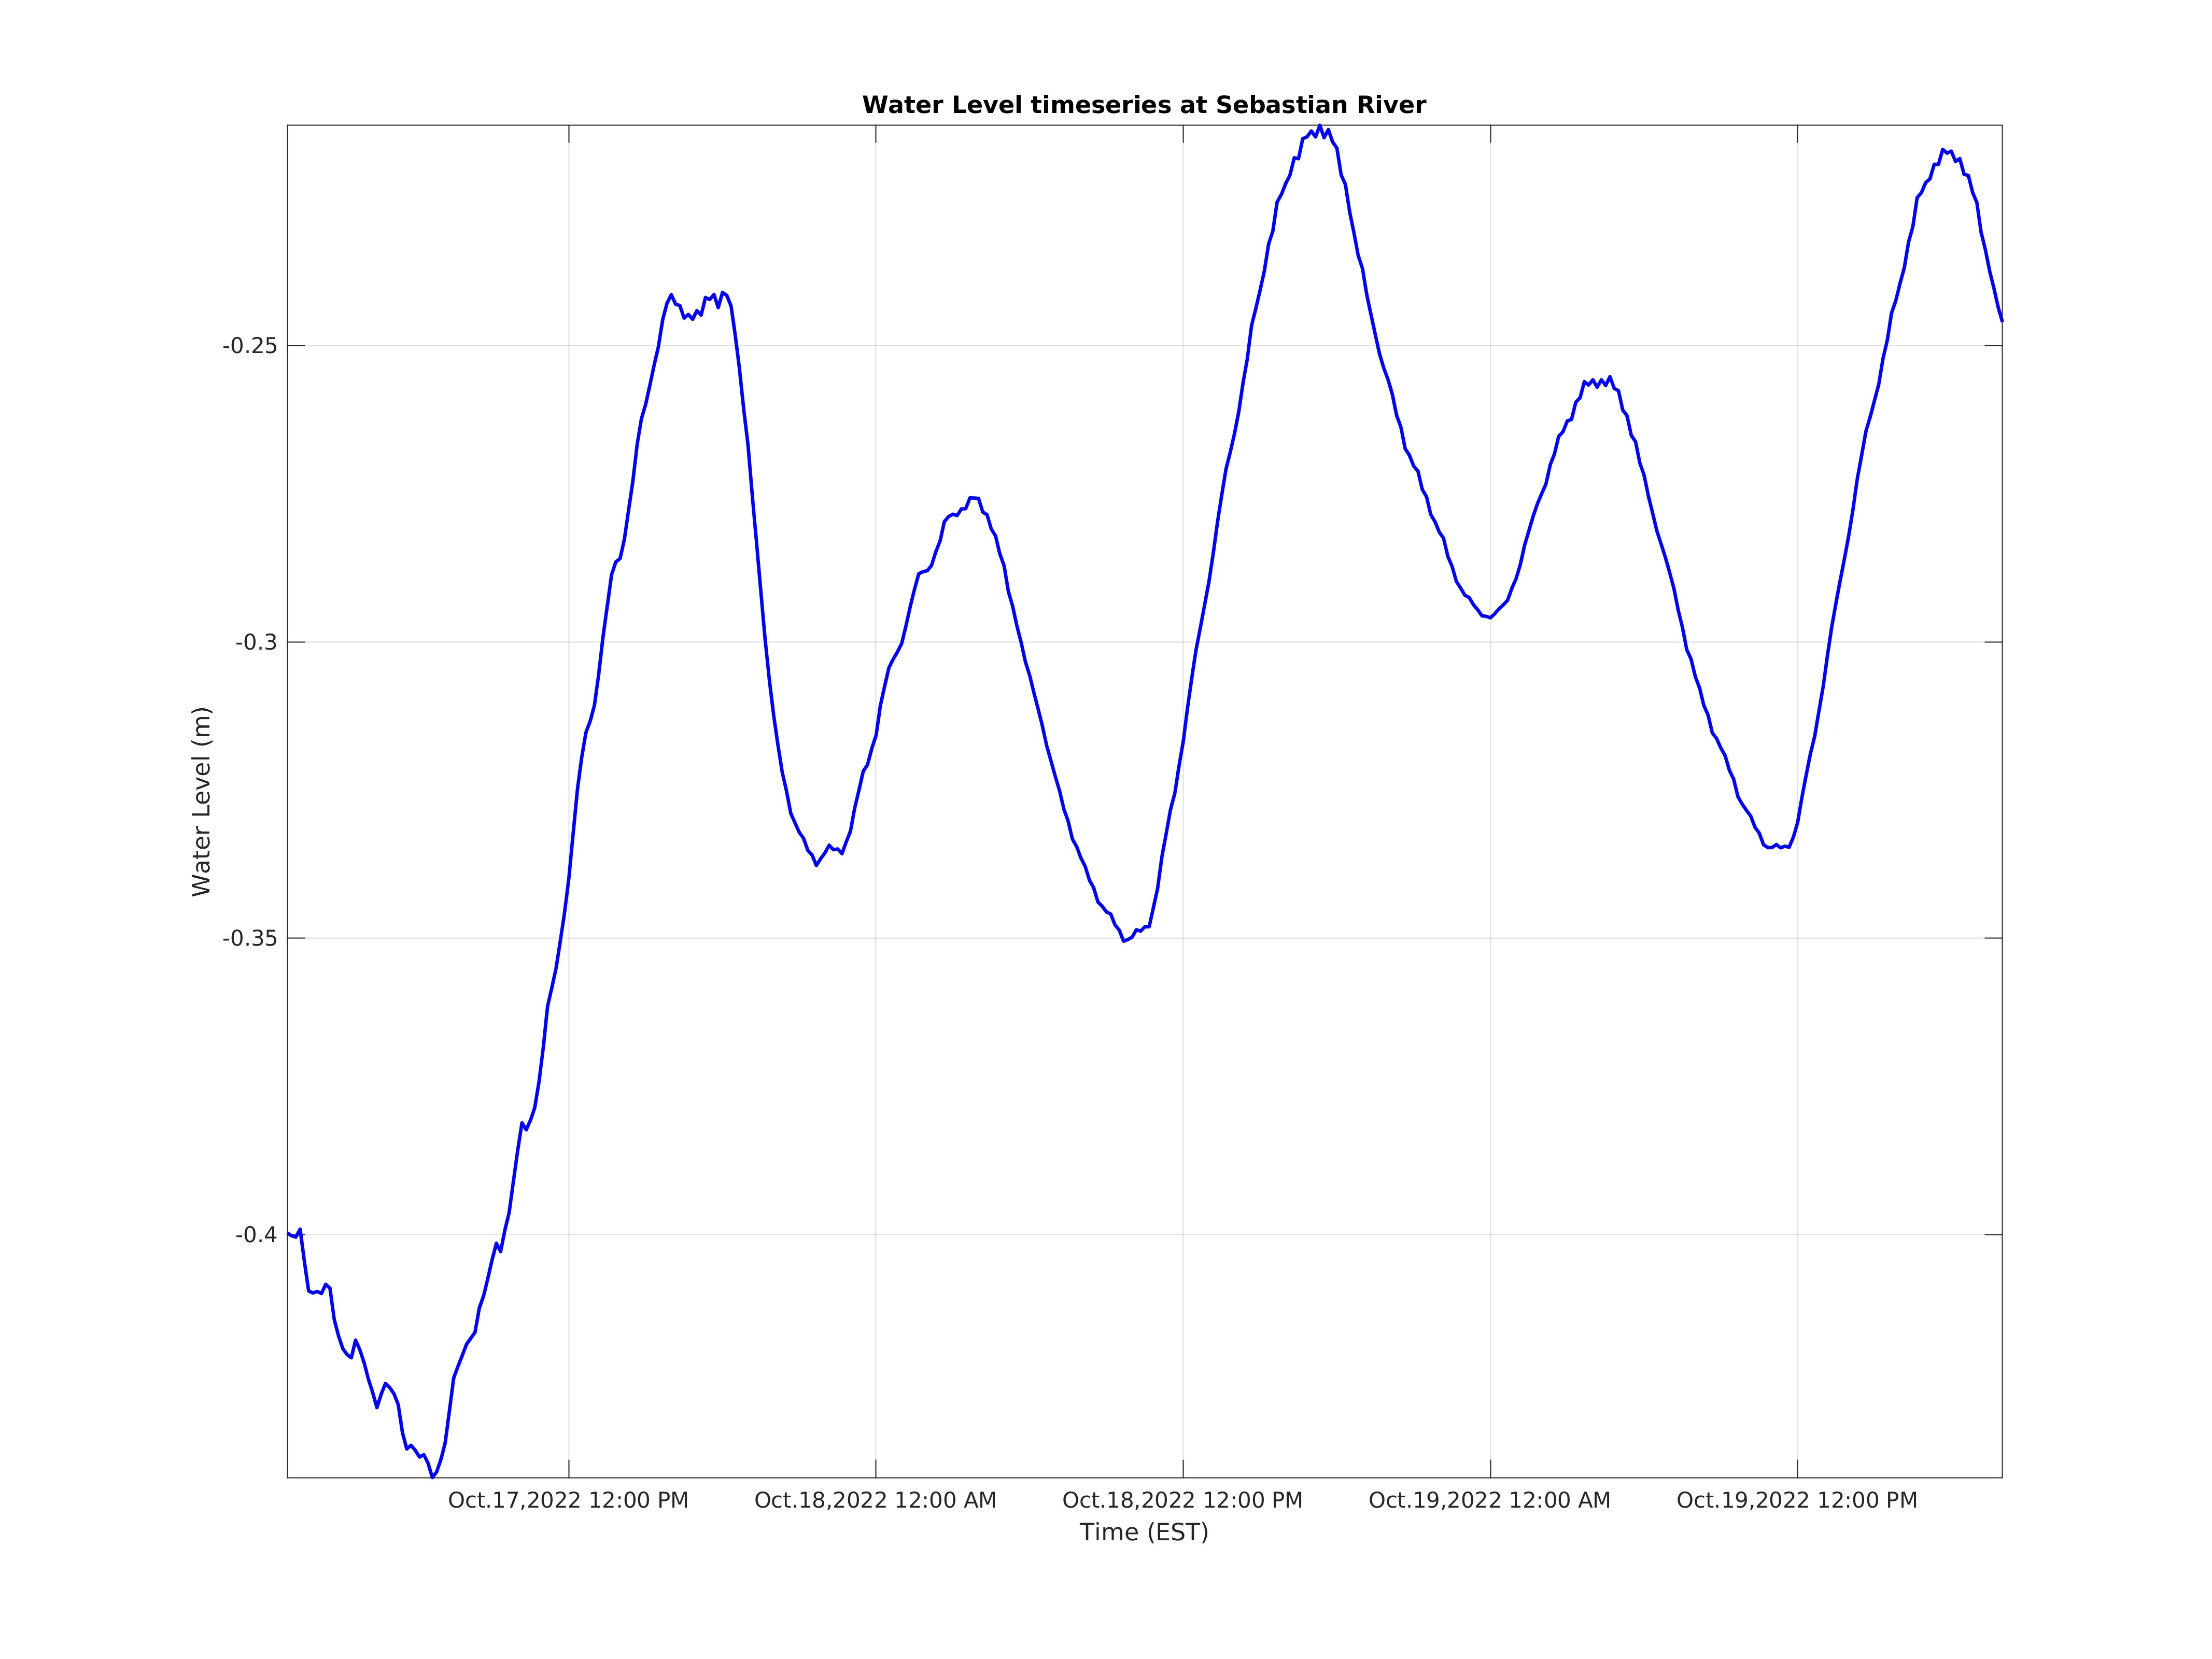 Water Level timeseries at Sebastian River
-0.25
-0.3
-0.35
-0.4
Water Level (m)
Oct.17,2022 12:00 PM
Oct.18,2022 12:00 AM
Oct.18,2022 12:00 PM
Oct.19,2022 12:00 AM
Oct.19,2022 12:00 PM
Time (EST)